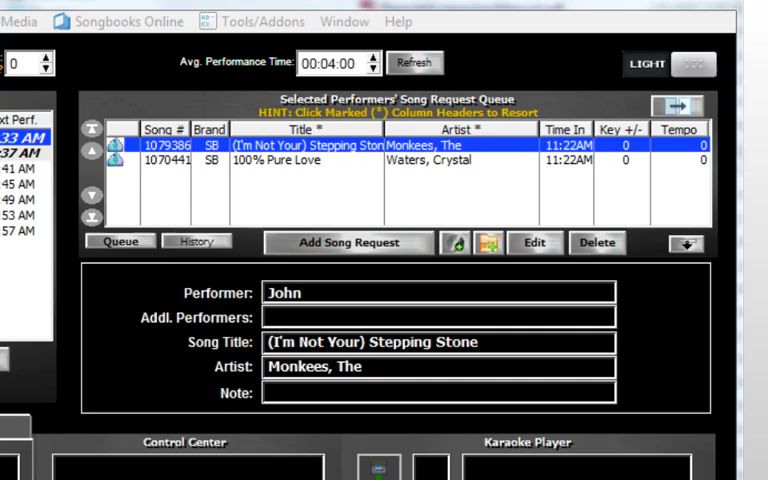 Media Songbooks Online Tools/Addons Window Help
0 Avg. Performance Time: 00:04:00 Refresh LIGHT
Selected Performers' Song Request Queue
HINT: Click Marked (*) Column Headers to Resort
xt Perf.
Song # Brand Title * Artist * Time In Key +/- Tempo
:33 AM 1079386 SB (I'm Not Your) Stepping Ston Monkees, The 11:22AM 0 0
:37 AM 1070441 SB 100% Pure Love Waters, Crystal 11:22AM 0 0
:41 AM
:45 AM
:49 AM
:53 AM
:57 AM
Queue History Add Song Request Edit Delete
Performer: John
Addl. Performers:
Song Title: (I'm Not Your) Stepping Stone
Artist: Monkees, The
Note:
Control Center Karaoke Player